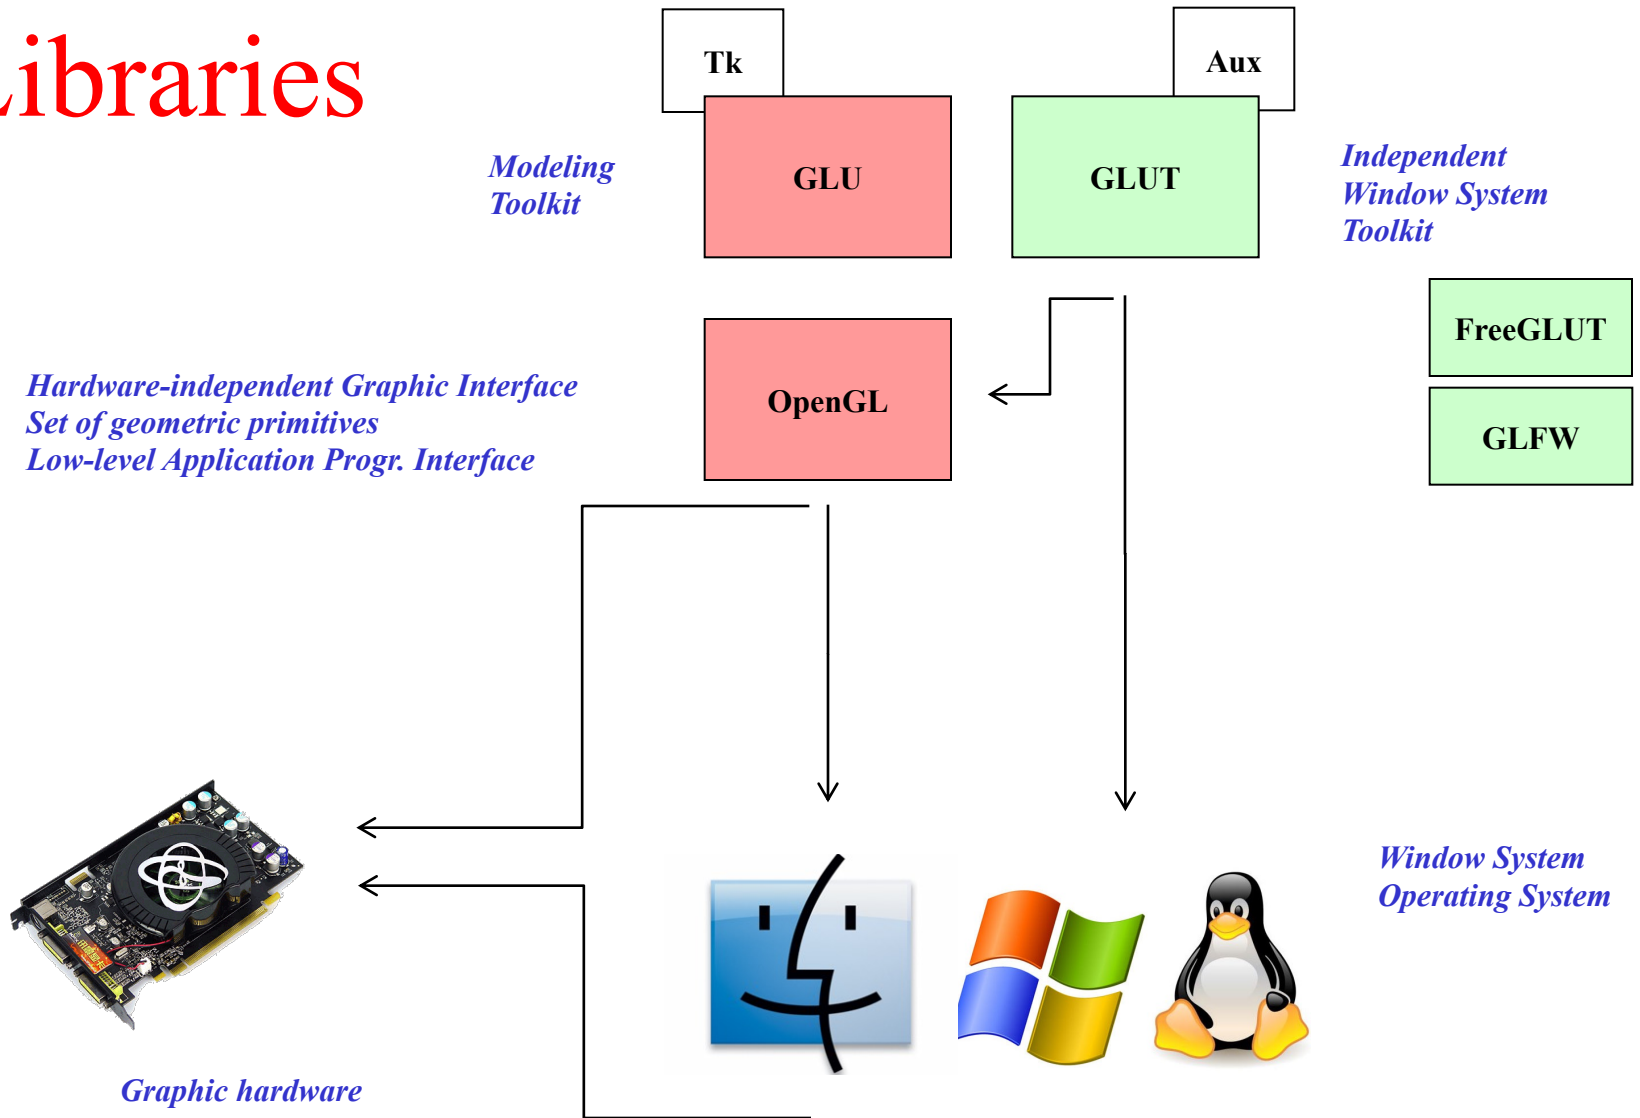 Libraries
Tk
Aux
GLU
GLUT
Modeling
Toolkit
Independent
Window System
Toolkit
FreeGLUT
GLFW
OpenGL
Hardware-independent Graphic Interface
Set of geometric primitives
Low-level Application Progr. Interface
Window System
Operating System
Graphic hardware